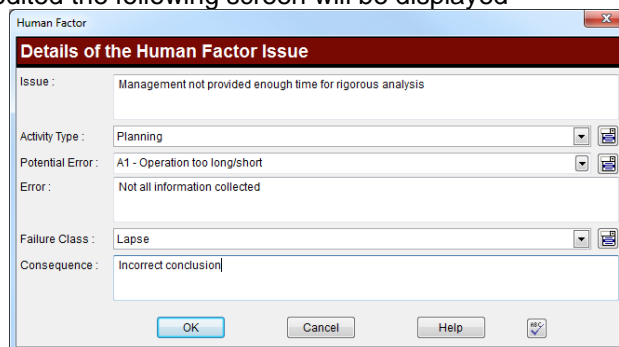 edited the following screen will be displayed
Human Factor
Details of the Human Factor Issue
Issue : Management not provided enough time for rigorous analysis
Activity Type : Planning
Potential Error : A1 - Operation too long/short
Error : Not all information collected
Failure Class : Lapse
Consequence : Incorrect conclusion
OK Cancel Help ABC